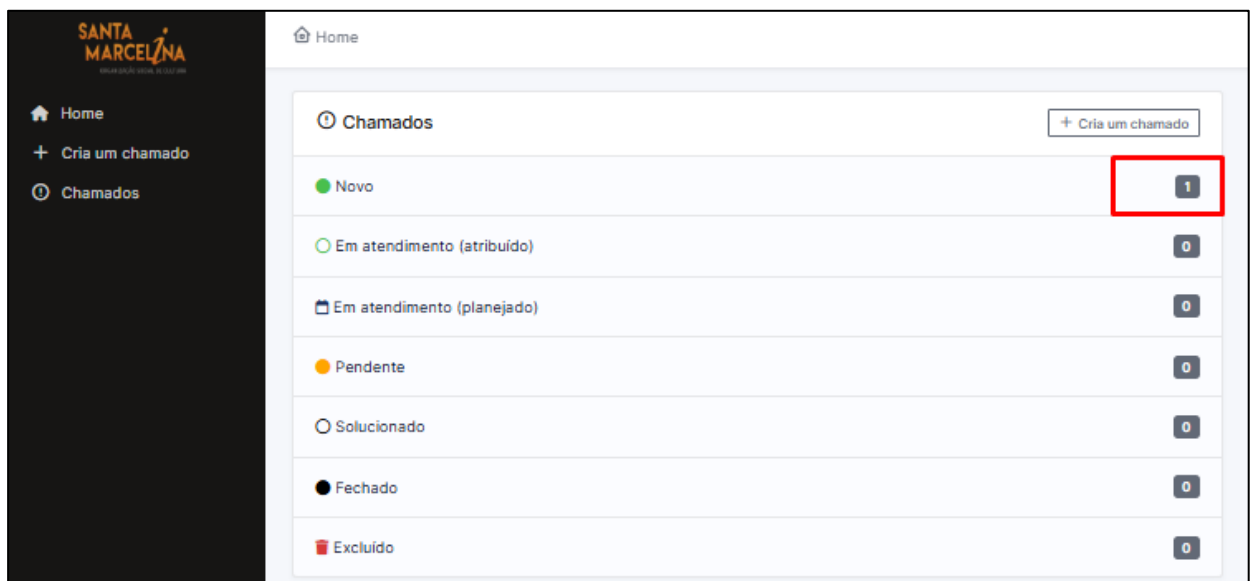 SANTA
MARCELINA
Home
Cria um chamado
Chamados
Home
Chamados
+ Cria um chamado
Novo 1
Em atendimento (atribuído) 0
Em atendimento (planejado) 0
Pendente 0
Solucionado 0
Fechado 0
Excluído 0